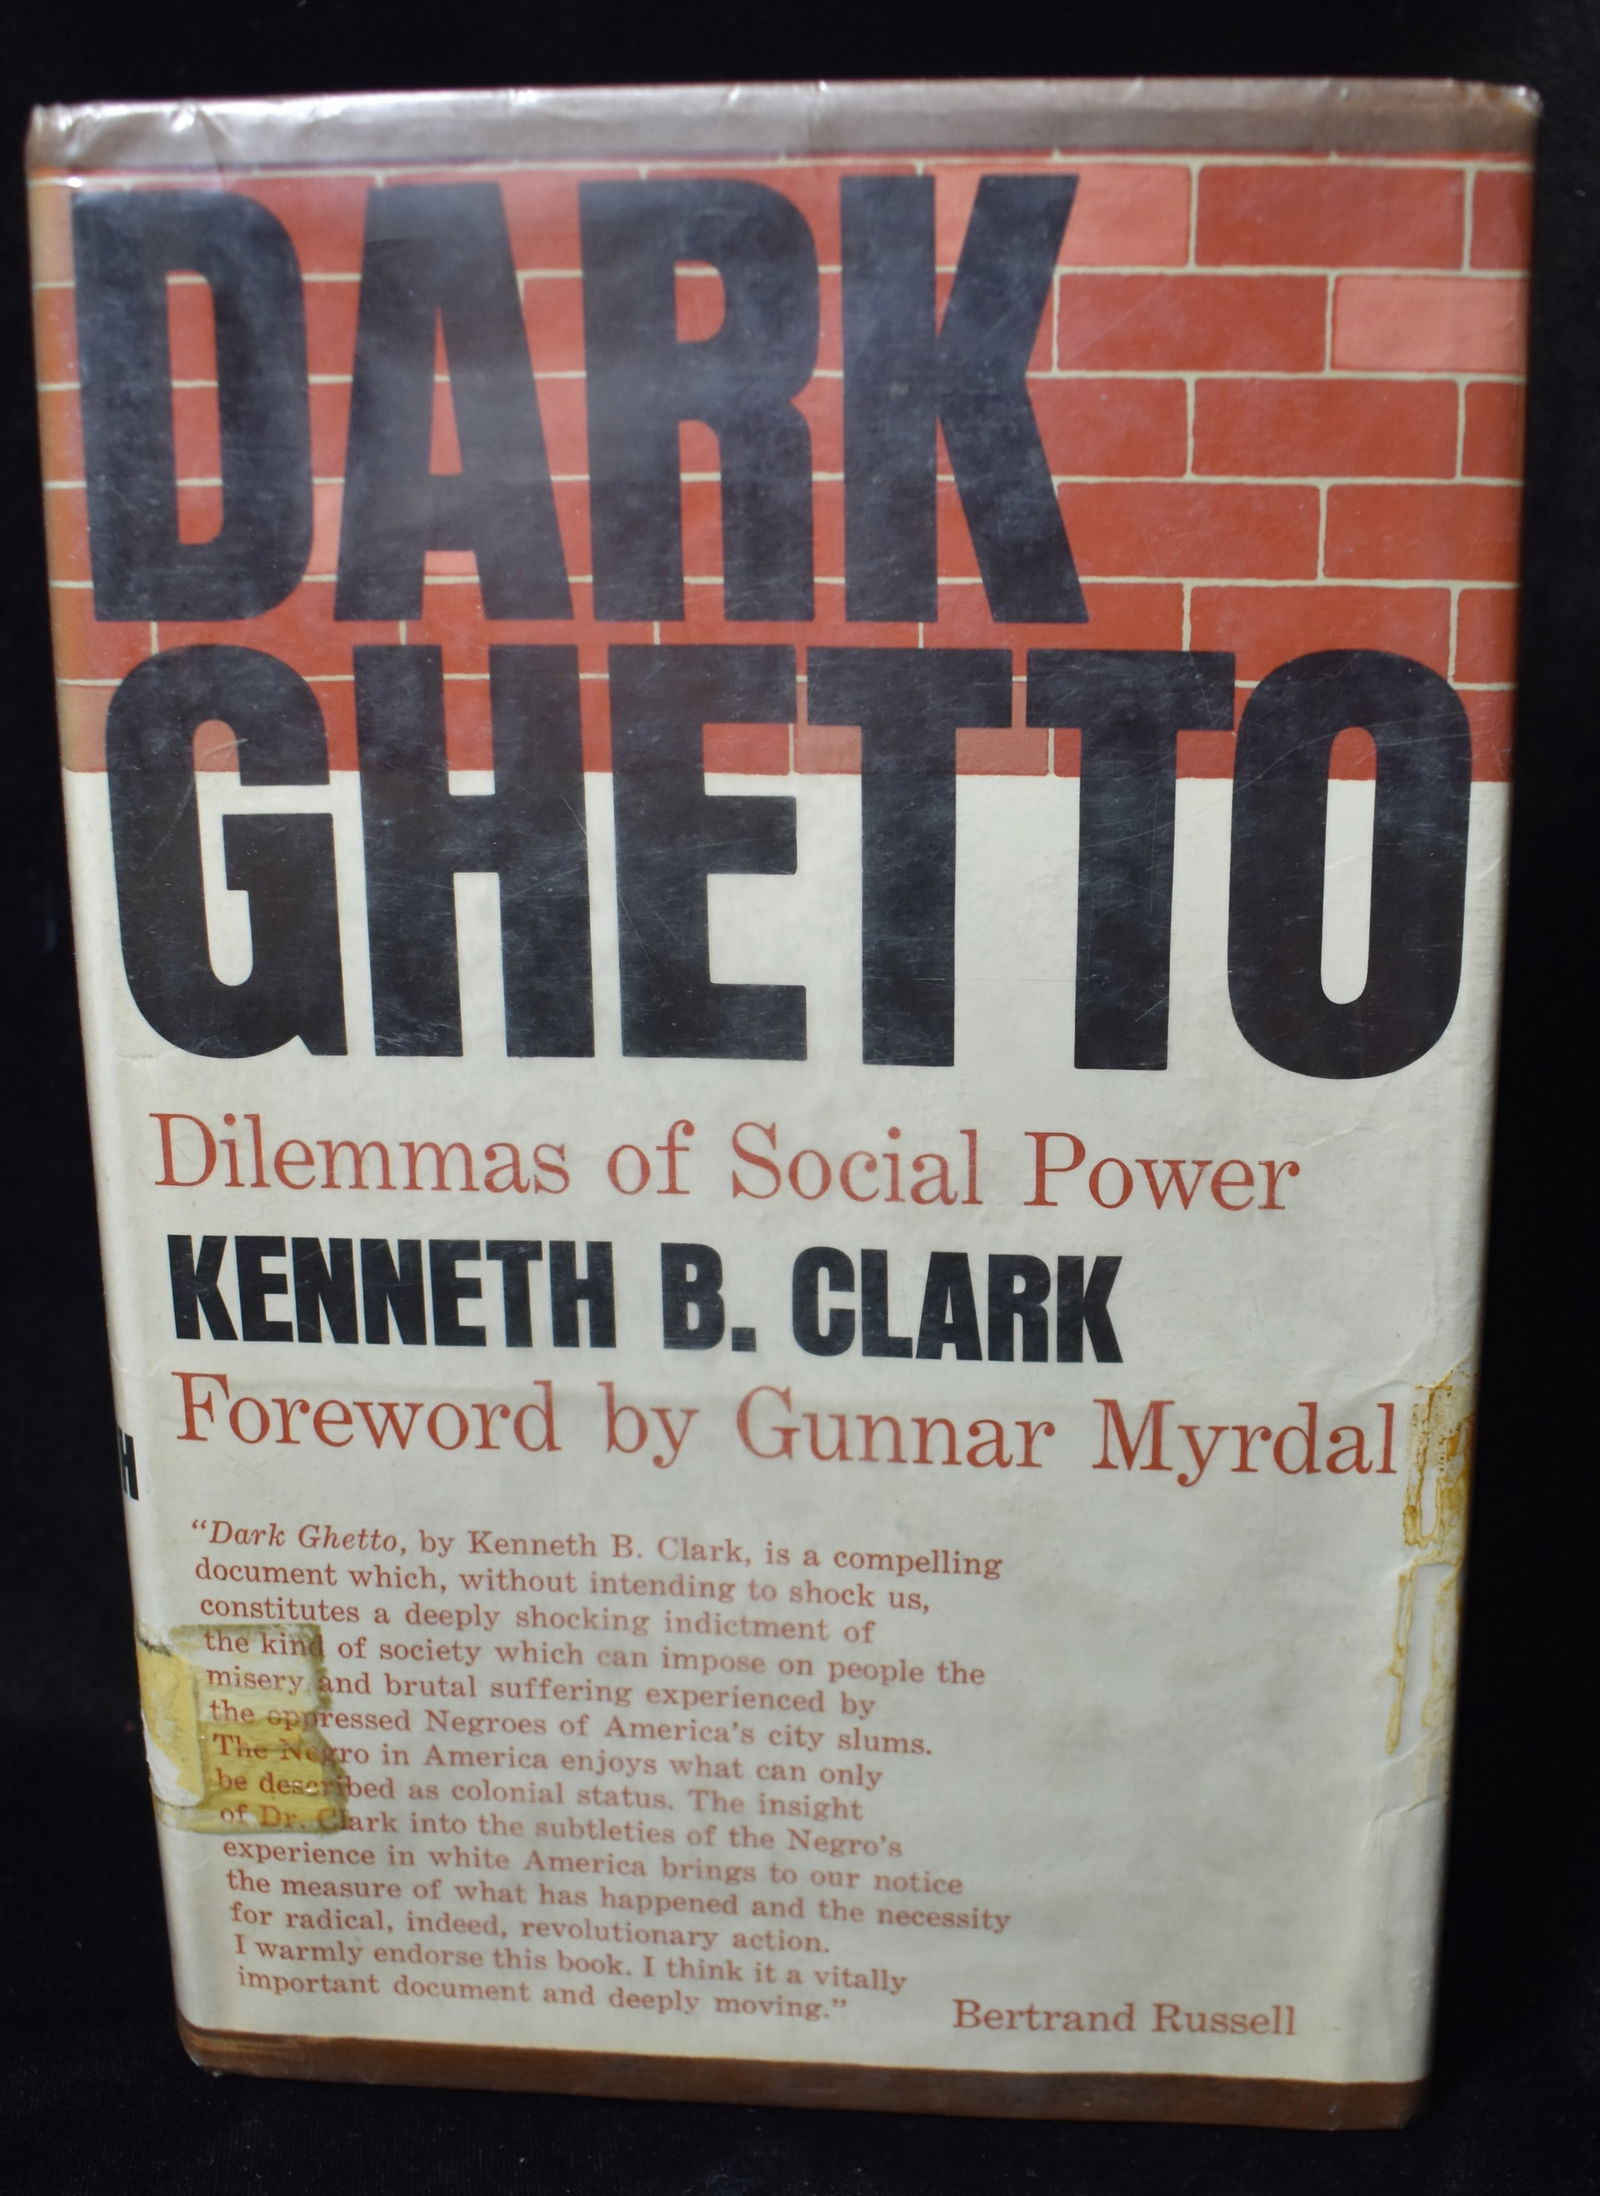 DARK
GHETTO
Dilemmas of Social Power
KENNETH B. CLARK
Foreword by Gunnar Myrdal
H
“Dark Ghetto, by Kenneth B. Clark, is a compelling
document which, without intending to shock us,
constitutes a deeply shocking indictment of
the kind of society which can impose on people the
misery and brutal suffering experienced by
the oppressed Negroes of America’s city slums.
The Negro in America enjoys what can only
be described as colonial status. The insight
of Dr. Clark into the subtleties of the Negro’s
experience in white America brings to our notice
the measure of what has happened and the necessity
for radical, indeed, revolutionary action.
I warmly endorse this book. I think it a vitally
important document and deeply moving.”
Bertrand Russell